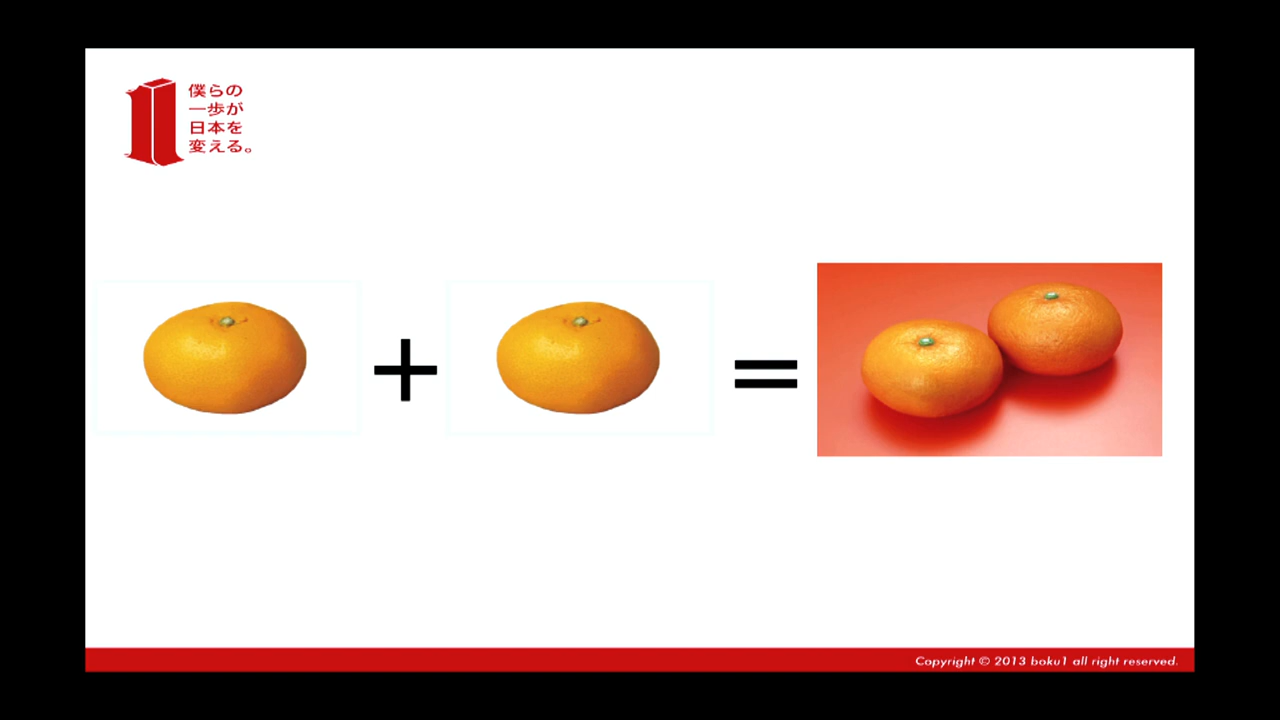 僕らの
一歩が
日本を
変える。
+
=
Copyright © 2013 boku1 all right reserved.